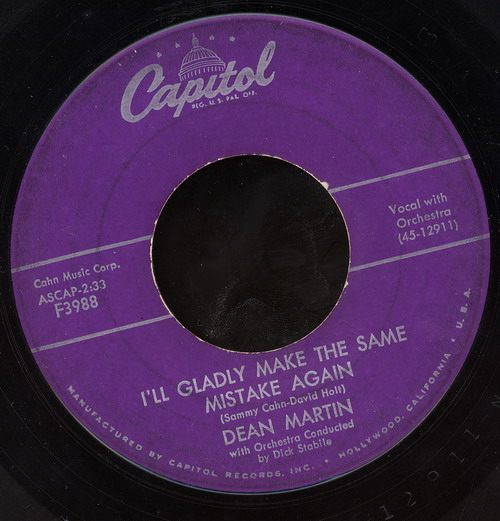 Capitol
REG. U.S. PAT. OFF.
Vocal with
Orchestra
(45-12911)
Cahn Music Corp.
ASCAP-2:33
F3988
I'LL GLADLY MAKE THE SAME
MISTAKE AGAIN
(Sammy Cahn-David Holt)
DEAN MARTIN
with Orchestra Conducted
by Dick Stabile
MANUFACTURED BY CAPITOL RECORDS, INC. • HOLLYWOOD, CALIFORNIA • U.S.A.
12911